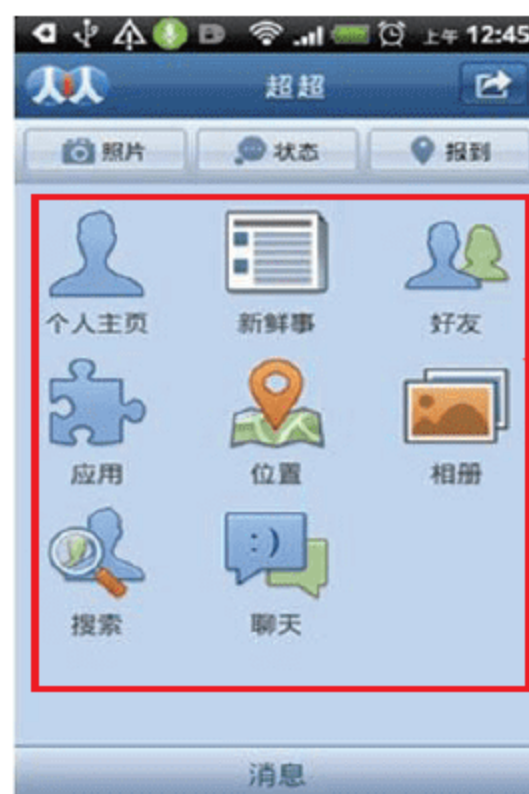 上午 12:45
人人 超超
照片 状态 报到
个人主页 新鲜事 好友
应用 位置 相册
搜索 :) 聊天
消息